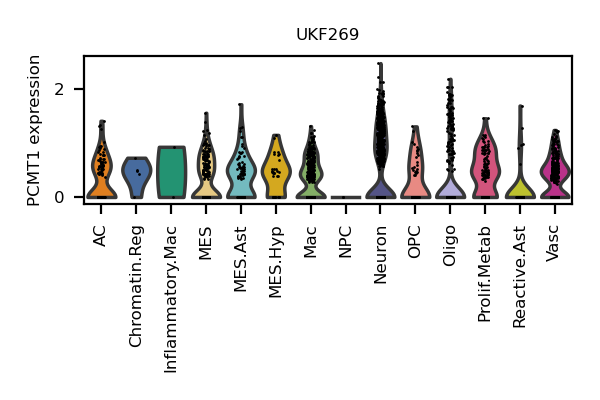 UKF269
PCMT1 expression
2
0
AC
Chromatin.Reg
Inflammatory.Mac
MES
MES.Ast
MES.Hyp
Mac
NPC
Neuron
OPC
Oligo
Prolif.Metab
Reactive.Ast
Vasc